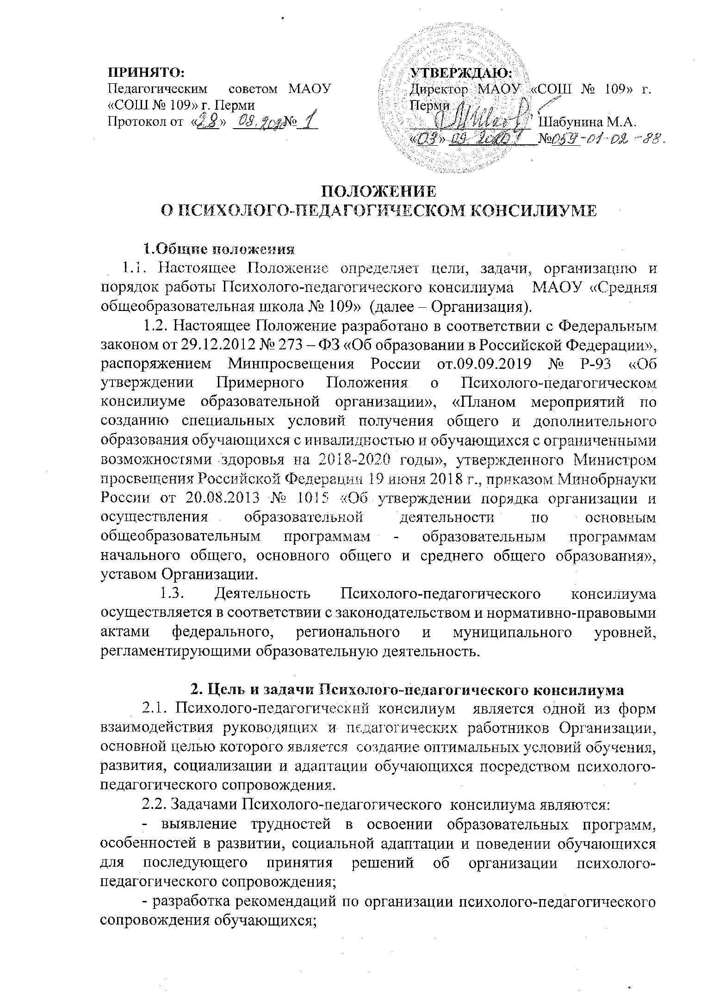 ПРИНЯТО:
Педагогическим советом МАОУ
«СОШ № 109» г. Перми
Протокол от «28» 08. № 1
УТВЕРЖДАЮ:
Директор МАОУ «СОШ № 109» г.
Перми
Шабунина М.А.
«03» 09. №059-01-02-88.
ПОЛОЖЕНИЕ
О ПСИХОЛОГО-ПЕДАГОГИЧЕСКОМ КОНСИЛИУМЕ
1.Общие положения
1.1. Настоящее Положение определяет цели, задачи, организацию и
порядок работы Психолого-педагогического консилиума МАОУ «Средняя
общеобразовательная школа № 109» (далее – Организация).
1.2. Настоящее Положение разработано в соответствии с Федеральным
законом от 29.12.2012 № 273 – ФЗ «Об образовании в Российской Федерации»,
распоряжением Минпросвещения России от.09.09.2019 № Р-93 «Об
утверждении Примерного Положения о Психолого-педагогическом
консилиуме образовательной организации», «Планом мероприятий по
созданию специальных условий получения общего и дополнительного
образования обучающихся с инвалидностью и обучающихся с ограниченными
возможностями здоровья на 2018-2020 годы», утвержденного Министром
просвещения Российской Федерации 19 июня 2018 г., приказом Минобрнауки
России от 20.08.2013 № 1015 «Об утверждении порядка организации и
осуществления образовательной деятельности по основным
общеобразовательным программам - образовательным программам
начального общего, основного общего и среднего общего образования»,
уставом Организации.
1.3. Деятельность Психолого-педагогического консилиума
осуществляется в соответствии с законодательством и нормативно-правовыми
актами федерального, регионального и муниципального уровней,
регламентирующими образовательную деятельность.
2. Цель и задачи Психолого-педагогического консилиума
2.1. Психолого-педагогический консилиум является одной из форм
взаимодействия руководящих и педагогических работников Организации,
основной целью которого является создание оптимальных условий обучения,
развития, социализации и адаптации обучающихся посредством психолого-
педагогического сопровождения.
2.2. Задачами Психолого-педагогического консилиума являются:
- выявление трудностей в освоении образовательных программ,
особенностей в развитии, социальной адаптации и поведении обучающихся
для последующего принятия решений об организации психолого-
педагогического сопровождения;
- разработка рекомендаций по организации психолого-педагогического
сопровождения обучающихся;